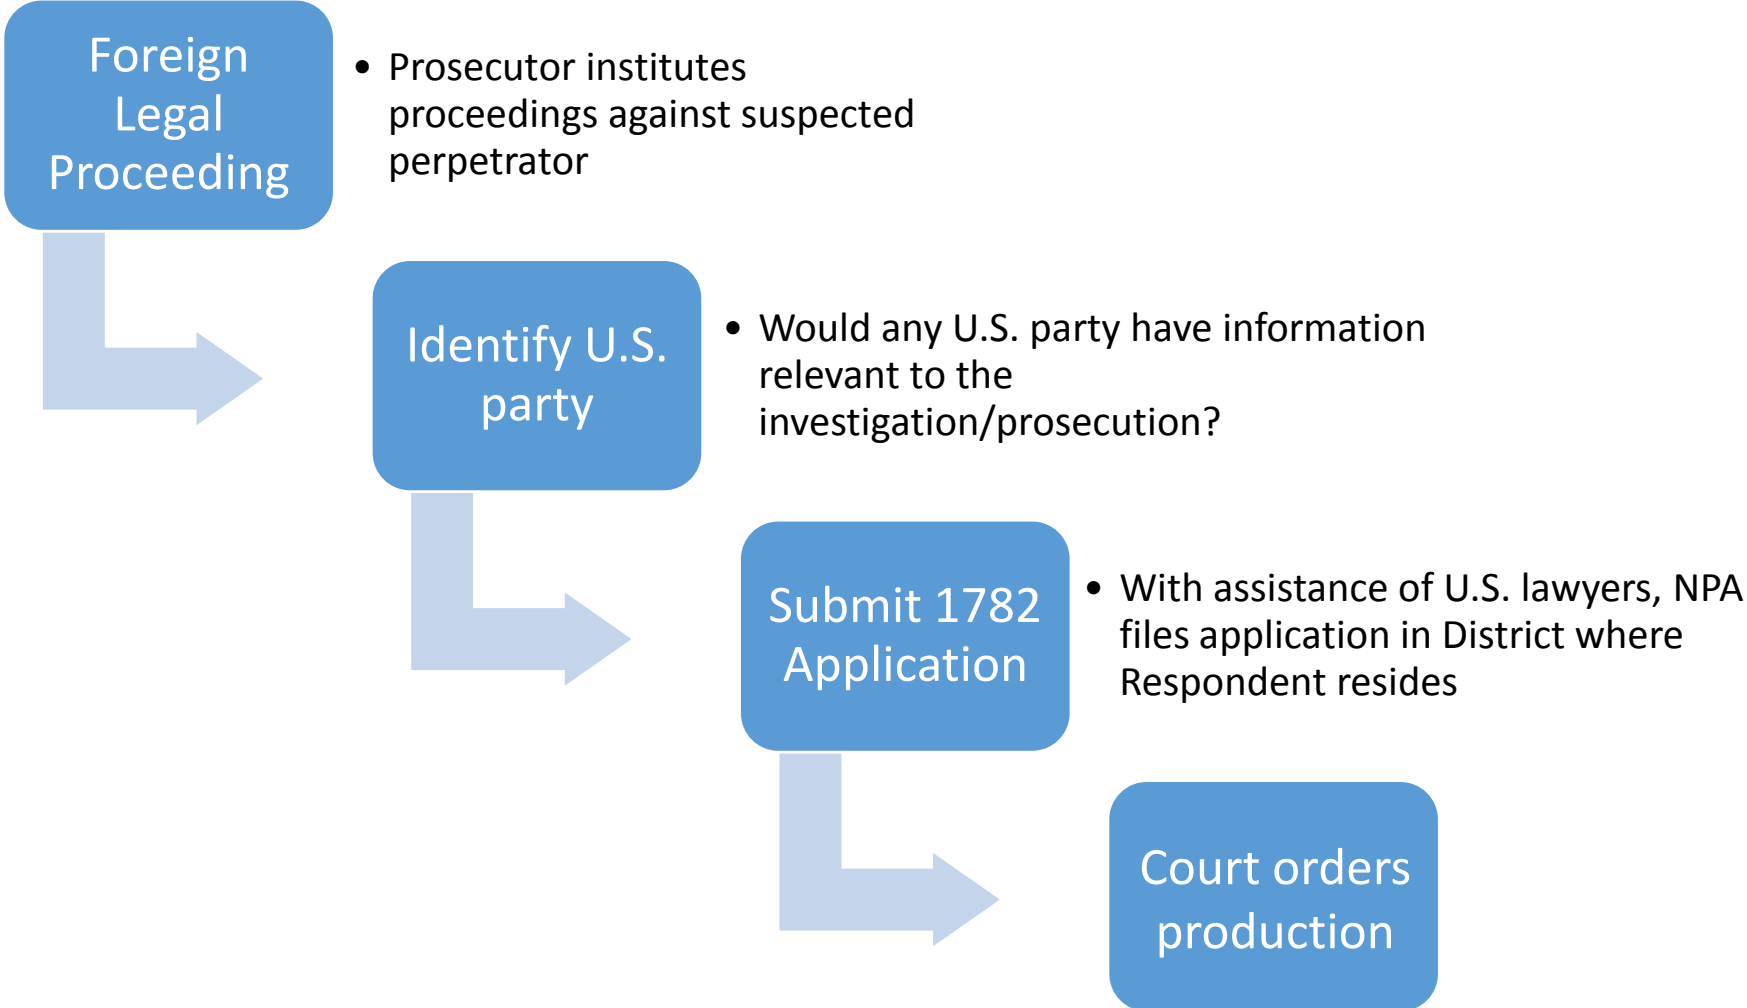 Foreign
Legal
Proceeding
• Prosecutor institutes
proceedings against suspected
perpetrator
Identify U.S.
party
• Would any U.S. party have information
relevant to the
investigation/prosecution?
Submit 1782
Application
• With assistance of U.S. lawyers, NPA
files application in District where
Respondent resides
Court orders
production